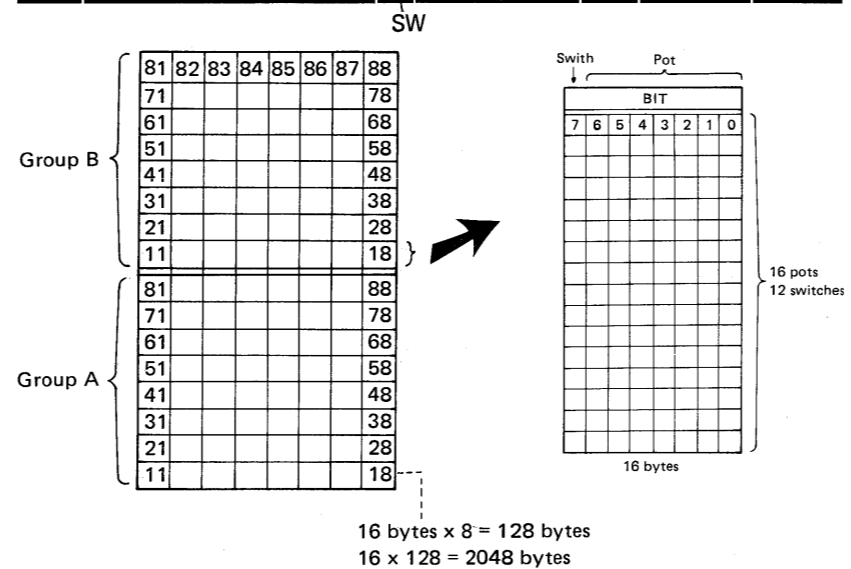 SW
Group B
81 82 83 84 85 86 87 88
71 78
61 68
51 58
41 48
31 38
21 28
11 18
Group A
81 88
71 78
61 68
51 58
41 48
31 38
21 28
11 18
16 bytes x 8 = 128 bytes
16 x 128 = 2048 bytes
Swith Pot
BIT
7 6 5 4 3 2 1 0
16 pots
12 switches
16 bytes